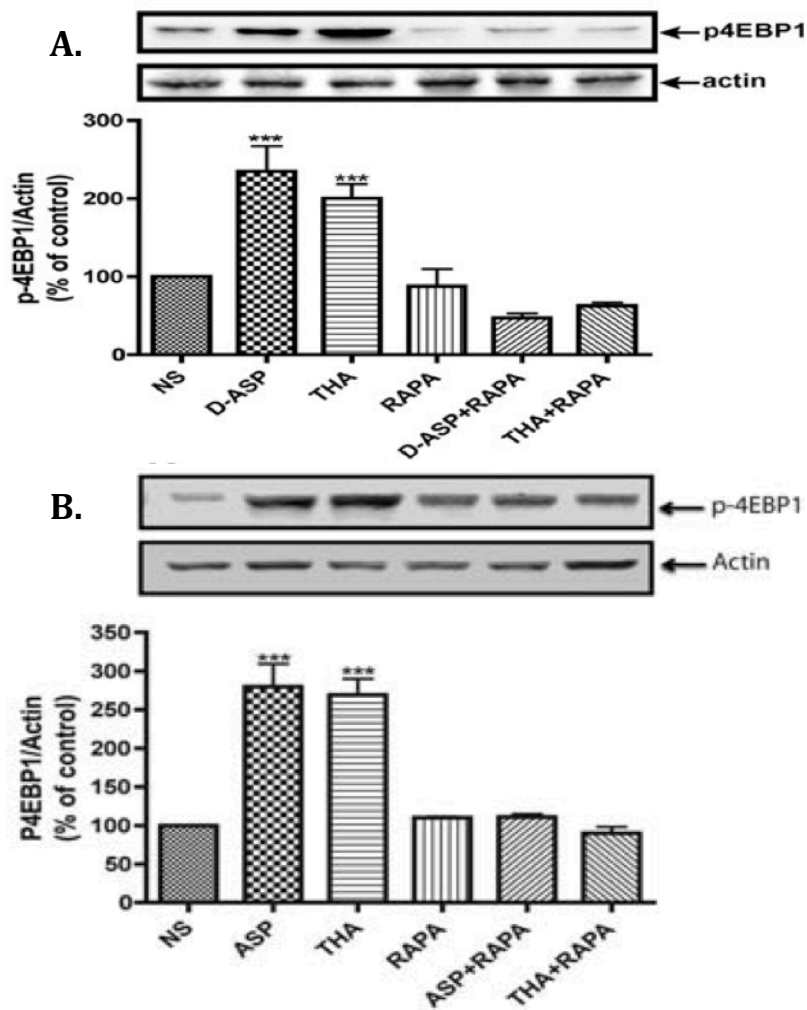 A.
p4EBP1
actin
p-4EBP1/Actin
(% of control)
300
200
100
0
***
***
NS
D-ASP
THA
RAPA
D-ASP+RAPA
THA+RAPA
B.
p-4EBP1
Actin
P4EBP1/Actin
(% of control)
350
300
250
200
150
100
50
0
***
***
NS
ASP
THA
RAPA
ASP+RAPA
THA+RAPA